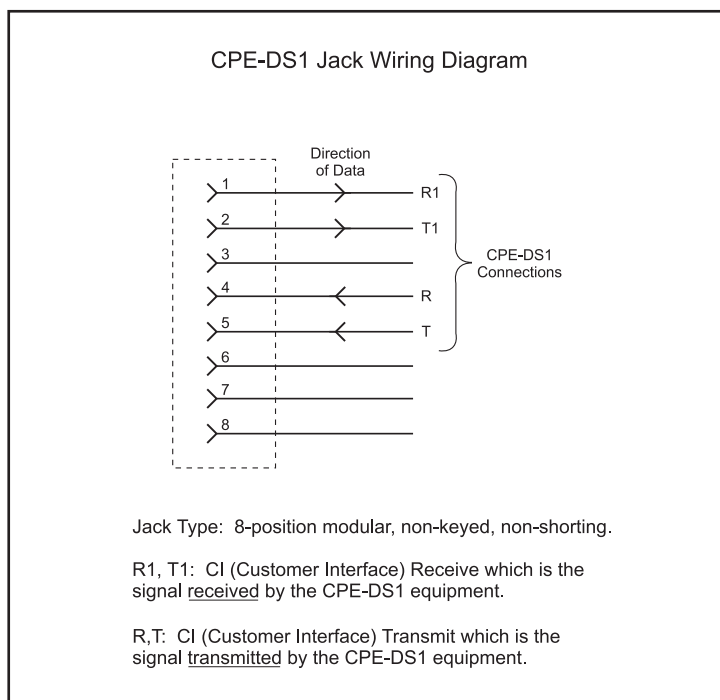 CPE-DS1 Jack Wiring Diagram
Direction
of Data
1
R1
2
T1
3
CPE-DS1
Connections
4
R
5
T
6
7
8
Jack Type: 8-position modular, non-keyed, non-shorting.
R1, T1: CI (Customer Interface) Receive which is the
signal received by the CPE-DS1 equipment.
R,T: CI (Customer Interface) Transmit which is the
signal transmitted by the CPE-DS1 equipment.